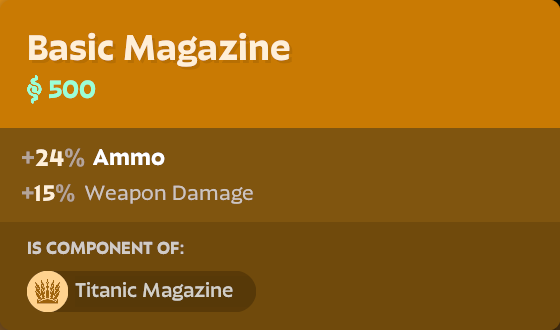 Basic Magazine
500
+24% Ammo
+15% Weapon Damage
IS COMPONENT OF:
Titanic Magazine